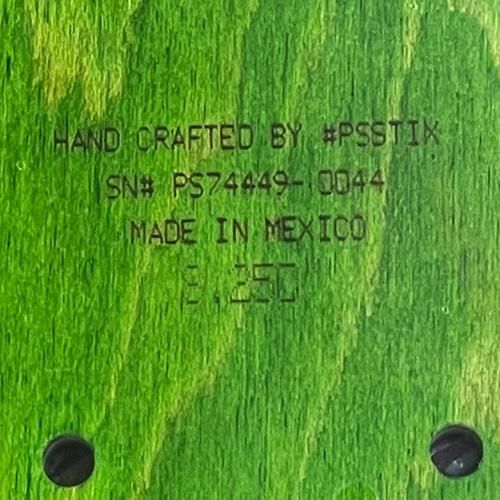 HAND CRAFTED BY #PSSTIX
SN# PS74449-0044
MADE IN MEXICO
8.250"